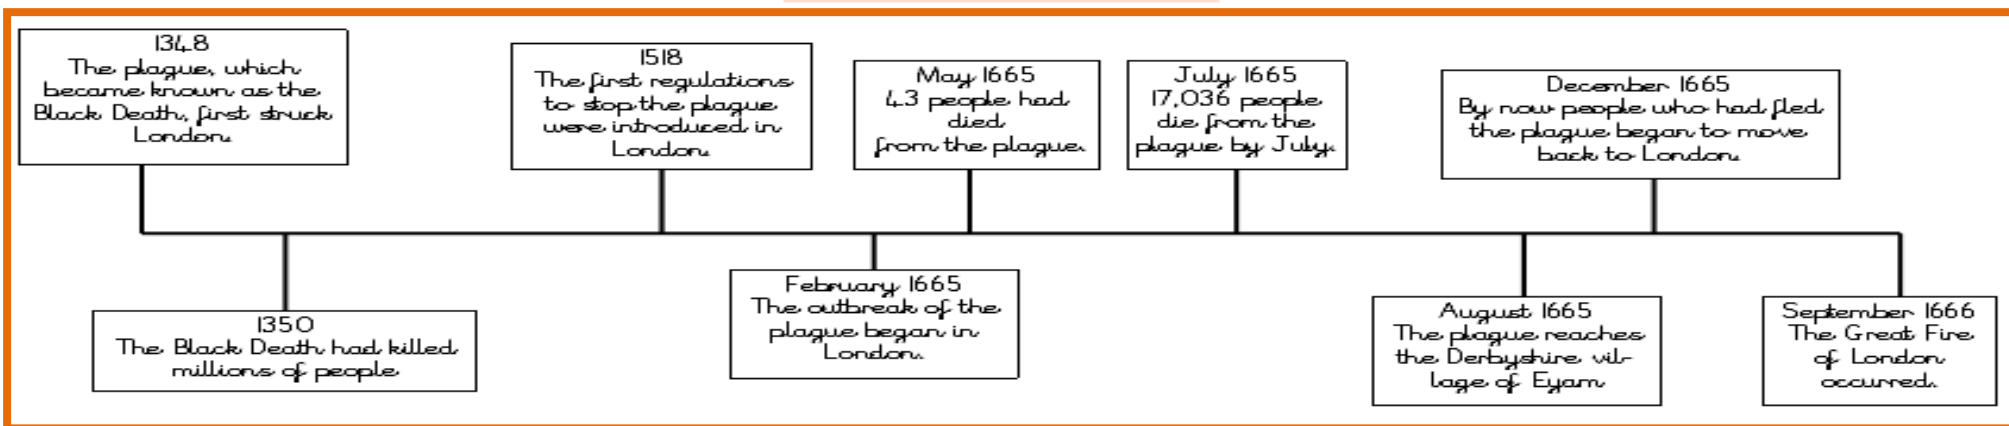 1348
The plague, which
became known as the
Black Death, first struck
London.
1518
The first regulations
to stop the plague
were introduced in
London.
May 1665
43 people had
died
from the plague.
July 1665
17,036 people
die from the
plague by July.
December 1665
By now people who had fled
the plague began to move
back to London.
1350
The Black Death had killed
millions of people
February 1665
The outbreak of the
plague began in
London.
August 1665
The plague reaches
the Derbyshire vil-
lage of Eyam
September 1666
The Great Fire
of London
occurred.